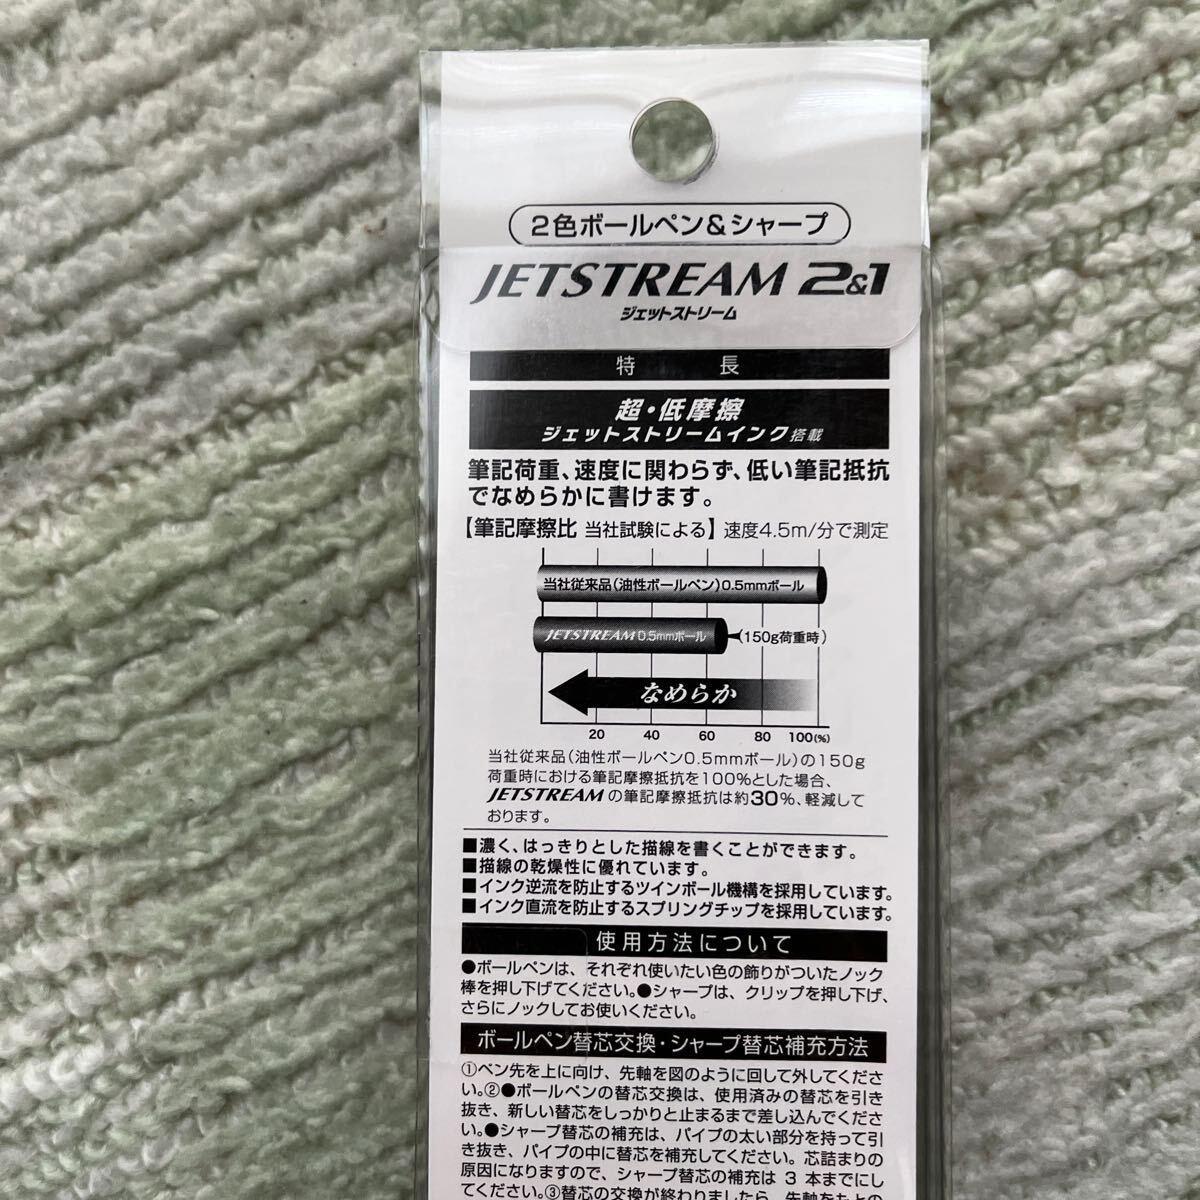 2色ボールペン&シャープ
JETSTREAM 2&1
ジェットストリーム
特 長
超・低摩擦
ジェットストリームインク搭載
筆記荷重、速度に関わらず、低い筆記抵抗
でなめらかに書けます。
【筆記摩擦比 当社試験による】速度4.5m/分で測定
当社従来品(油性ボールペン)0.5mmボール
JETSTREAM 0.5mmボール (150g荷重時)
なめらか
20 40 60 80 100(%)
当社従来品(油性ボールペン0.5mmボール)の150g
荷重時における筆記摩擦抵抗を100%とした場合、
JETSTREAMの筆記摩擦抵抗は約30%、軽減して
おります。
■濃く、はっきりとした描線を書くことができます。
■描線の乾燥性に優れています。
■インク逆流を防止するツインボール機構を採用しています。
■インク直流を防止するスプリングチップを採用しています。
使用方法について
●ボールペンは、それぞれ使いたい色の飾りがついたノック
棒を押し下げてください。●シャープは、クリップを押し下げ、
さらにノックしてお使いください。
ボールペン替芯交換・シャープ替芯補充方法
①ペン先を上に向け、先軸を図のように回して外してくださ
い。②●ボールペンの替芯交換は、使用済みの替芯を引き
抜き、新しい替芯をしっかりと止まるまで差し込んでくださ
い。●シャープ替芯の補充は、パイプの太い部分を持って引
き抜き、パイプの中に替芯を補充してください。芯詰まりの
原因になりますので、シャープ替芯の補充は 3 本までにし
てください。③替芯の交換が終わりましたら、先軸をもとの